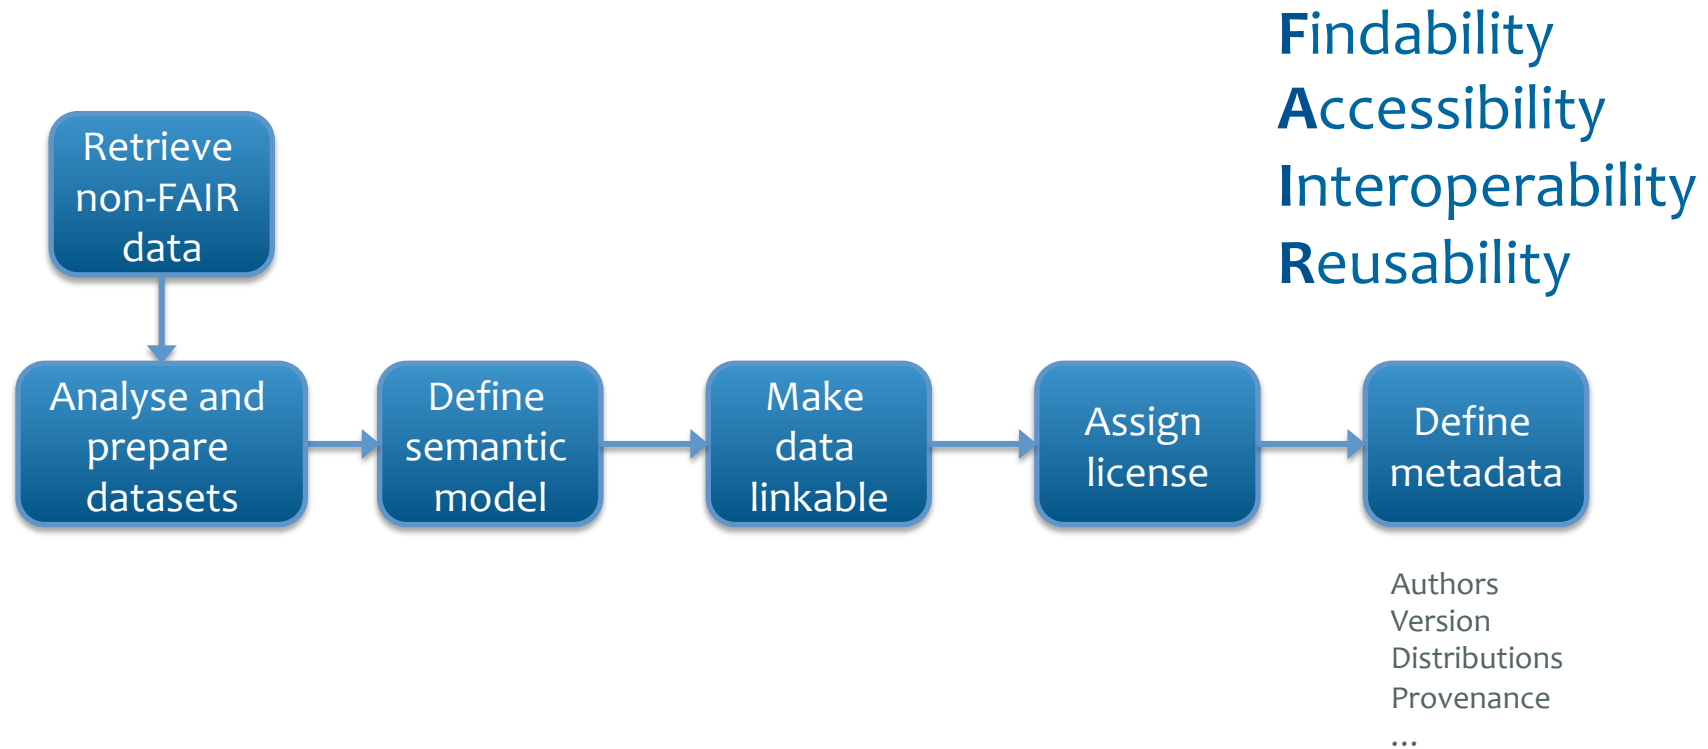 Findability
Accessibility
Interoperability
Reusability
Retrieve
non-FAIR
data
Analyse and
prepare
datasets
Define
semantic
model
Make
data
linkable
Assign
license
Define
metadata
Authors
Version
Distributions
Provenance
...